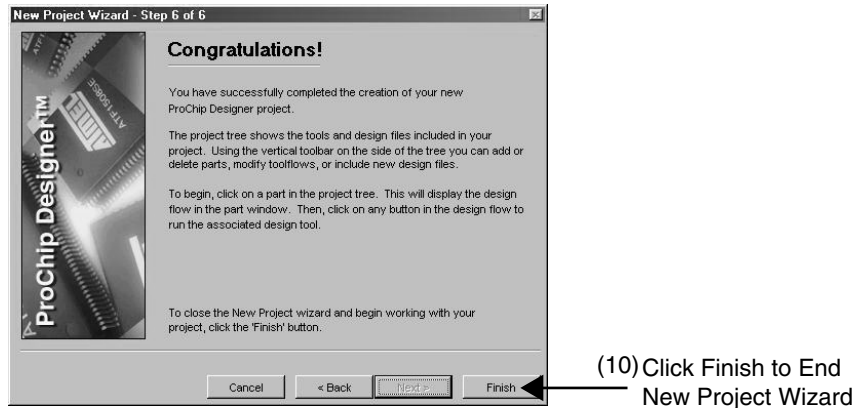 New Project Wizard - Step 6 of 6
Congratulations!
You have successfully completed the creation of your new
ProChip Designer project.
The project tree shows the tools and design files included in your
project. Using the vertical toolbar on the side of the tree you can add or
delete parts, modify toolflows, or include new design files.
To begin, click on a part in the project tree. This will display the design
flow in the part window. Then, click on any button in the design flow to
run the associated design tool.
To close the New Project wizard and begin working with your
project, click the 'Finish' button.
ProChip Designer™
ATMEL
ATF1508SE
Cancel
< Back
Next >
Finish
(10) Click Finish to End
New Project Wizard